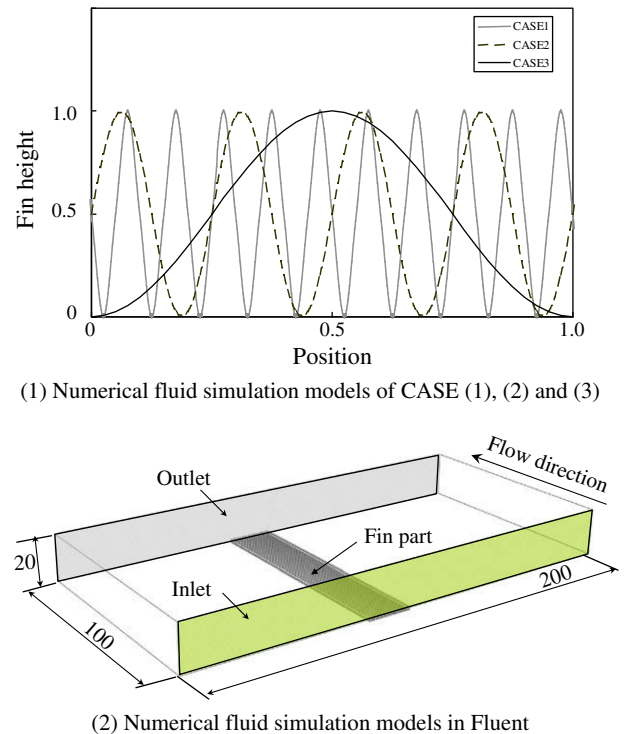 CASE1
CASE2
CASE3
1.0
0.5
0
Fin height
0
0.5
1.0
Position
(1) Numerical fluid simulation models of CASE (1), (2) and (3)
Flow direction
Outlet
Fin part
20
Inlet
200
100
(2) Numerical fluid simulation models in Fluent